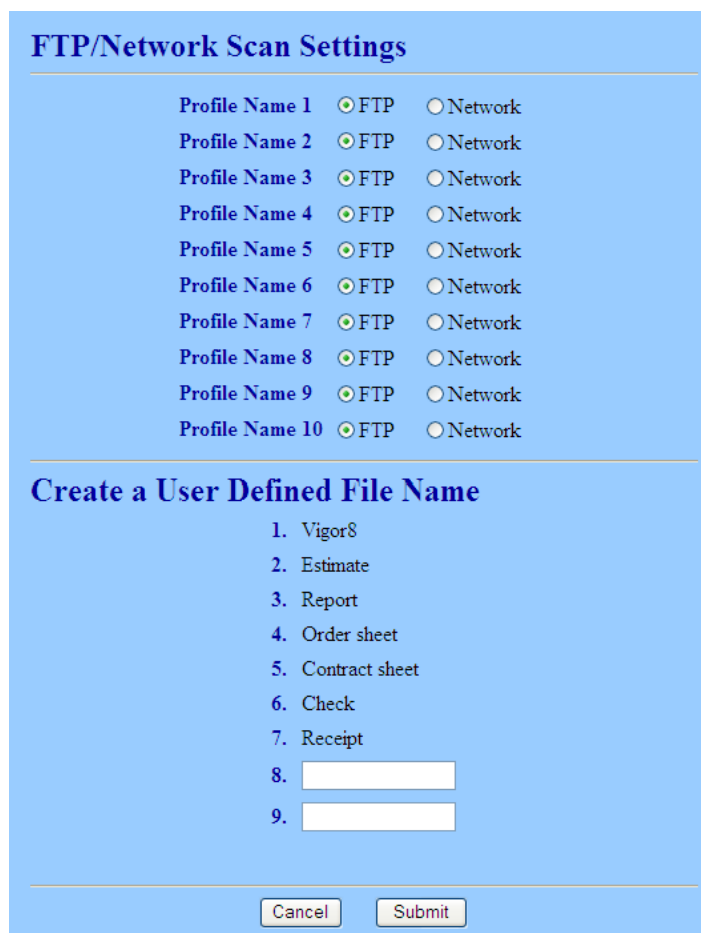 FTP/Network Scan Settings
Profile Name 1 FTP Network
Profile Name 2 FTP Network
Profile Name 3 FTP Network
Profile Name 4 FTP Network
Profile Name 5 FTP Network
Profile Name 6 FTP Network
Profile Name 7 FTP Network
Profile Name 8 FTP Network
Profile Name 9 FTP Network
Profile Name 10 FTP Network
Create a User Defined File Name
1. Vigor8
2. Estimate
3. Report
4. Order sheet
5. Contract sheet
6. Check
7. Receipt
8.
9.
Cancel Submit